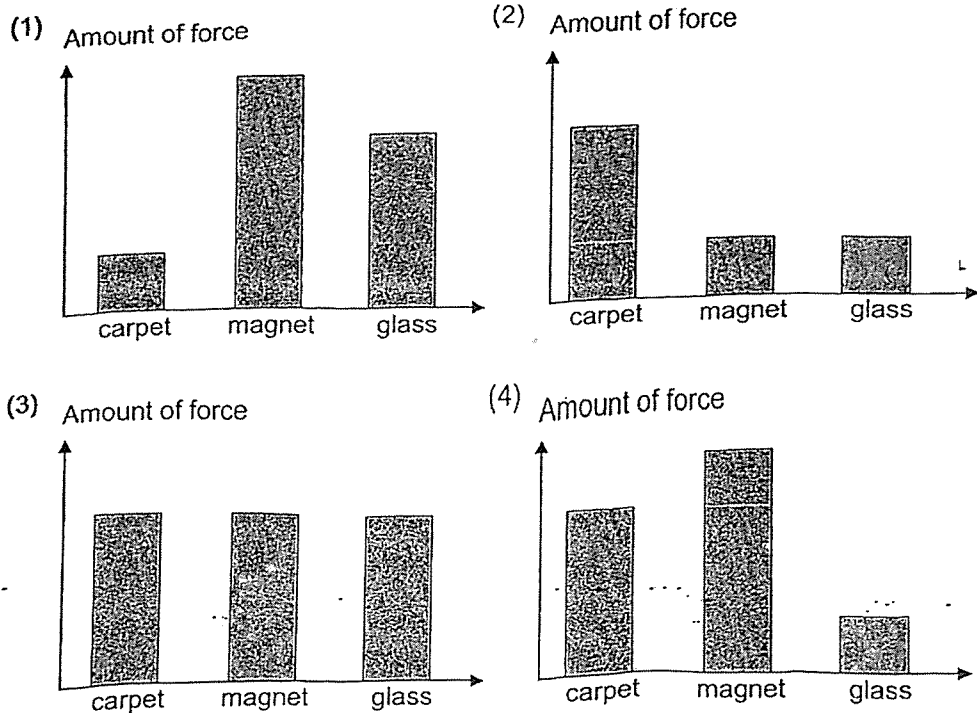 (1) Amount of force
carpet magnet glass
(2) Amount of force
carpet magnet glass
(3) Amount of force
carpet magnet glass
(4) Amount of force
carpet magnet glass